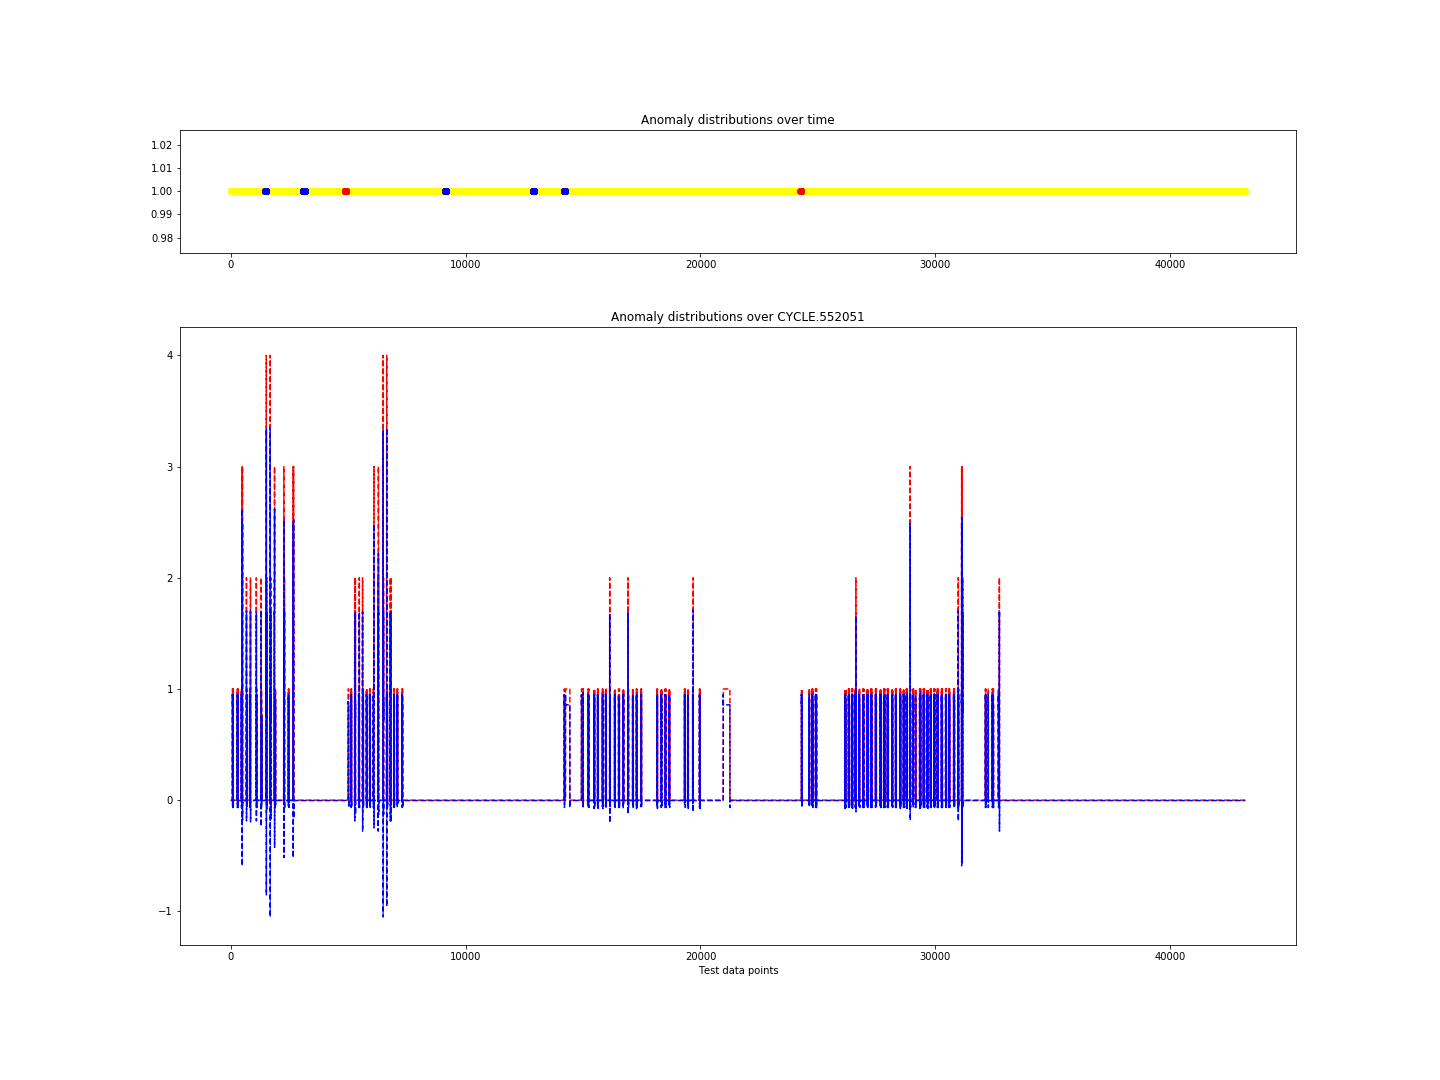 Anomaly distributions over time
1.02
1.01
1.00
0.99
0.98
0 10000 20000 30000 40000
Anomaly distributions over CYCLE.552051
4
3
2
1
0
−1
0 10000 20000 30000 40000
Test data points